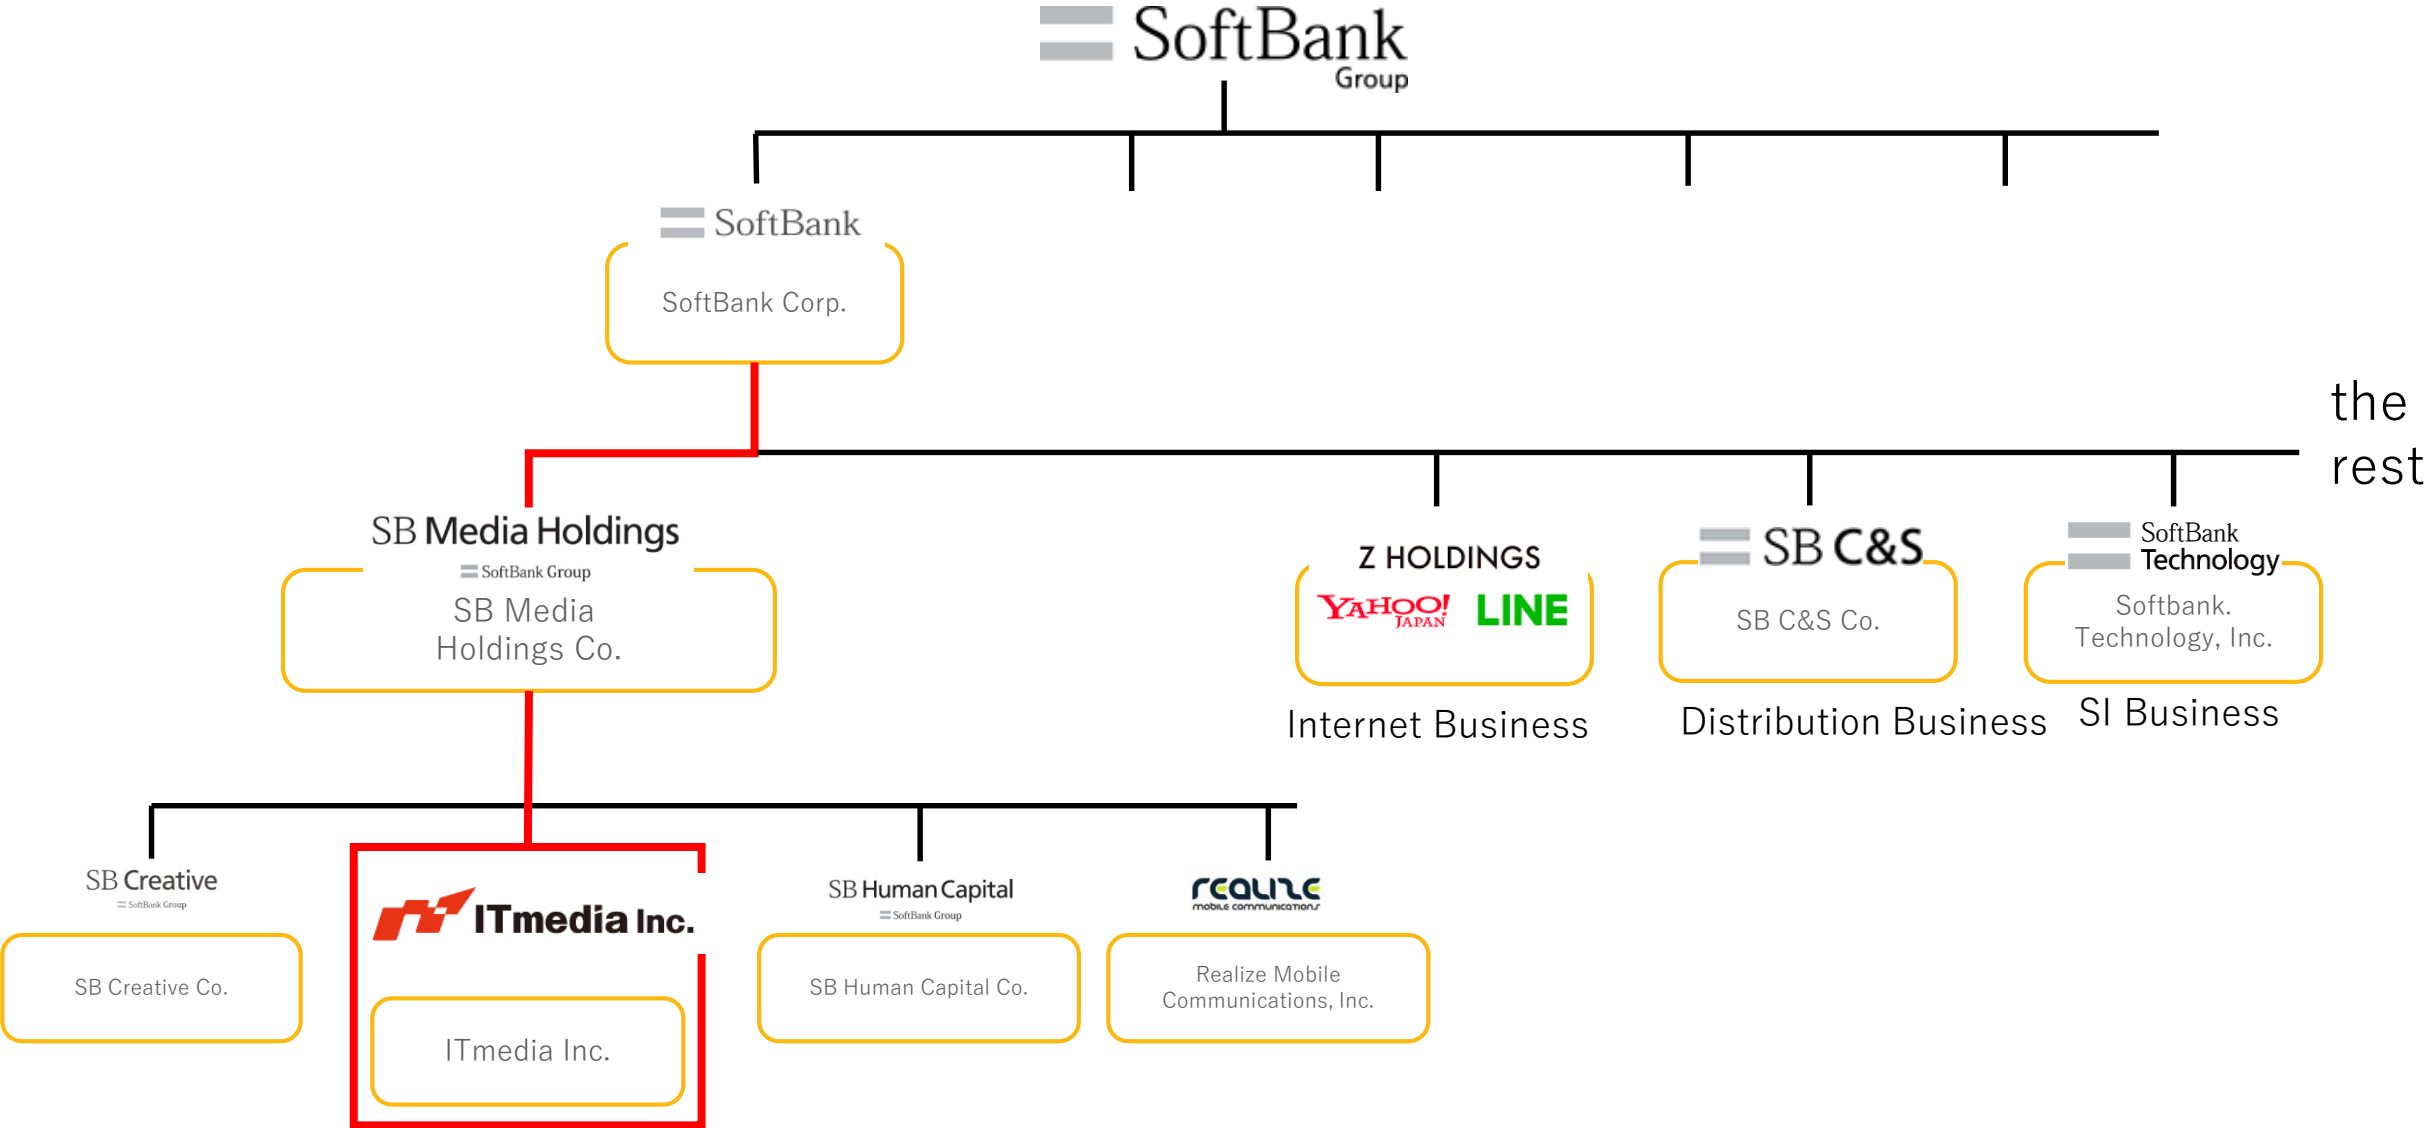 SoftBank
Group
SoftBank
SoftBank Corp.
the
rest
SB Media Holdings
SoftBank Group
SB Media
Holdings Co.
Z HOLDINGS
YAHOO!
JAPAN
LINE
Internet Business
SB C&S
SB C&S Co.
Distribution Business
SoftBank
Technology
Softbank.
Technology, Inc.
SI Business
SB Creative
SoftBank Group
SB Creative Co.
ITmedia Inc.
ITmedia Inc.
SB Human Capital
SoftBank Group
SB Human Capital Co.
realize
mobile communications
Realize Mobile
Communications, Inc.